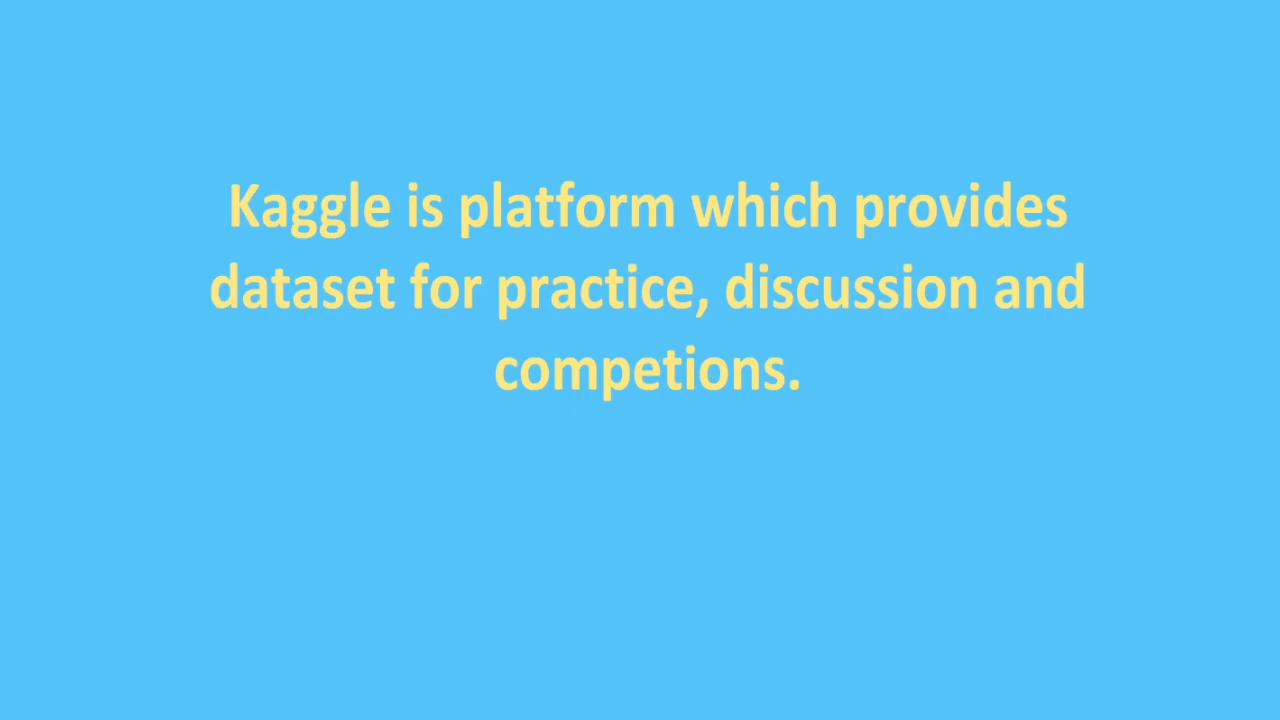 Kaggle is platform which provides
dataset for practice, discussion and
competions.